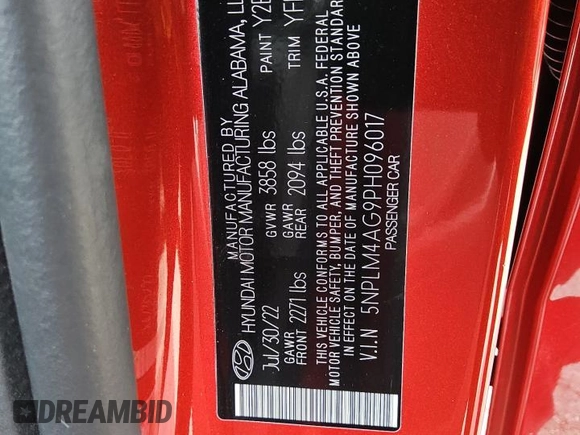 MANUFACTURED BY
HYUNDAI MOTOR MANUFACTURING ALABAMA, LL
Jul/30/22 GVWR 3858 lbs PAINT Y2
GAWR FRONT 2271 lbs GAWR REAR 2094 lbs TRIM YF
THIS VEHICLE CONFORMS TO ALL APPLICABLE U.S.A. FEDERAL
MOTOR VEHICLE SAFETY, BUMPER, AND THEFT PREVENTION STANDAR
IN EFFECT ON THE DATE OF MANUFACTURE SHOWN ABOVE
V.I.N 5NPLM4AG9PH096017
PASSENGER CAR
DREAMBID